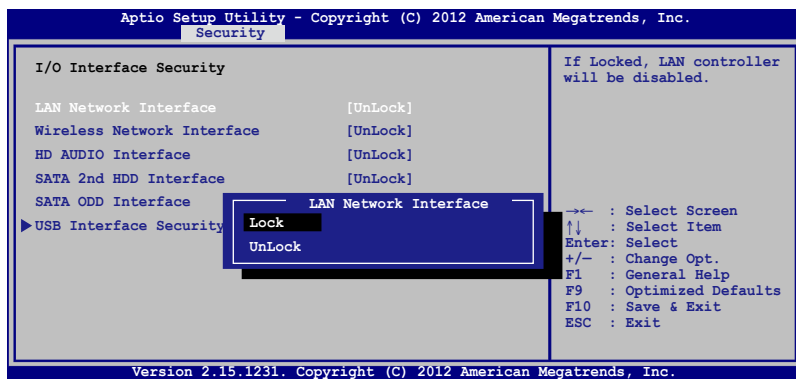 Aptio Setup Utility - Copyright (C) 2012 American Megatrends, Inc.
Security
I/O Interface Security
LAN Network Interface [UnLock]
Wireless Network Interface [UnLock]
HD AUDIO Interface [UnLock]
SATA 2nd HDD Interface [UnLock]
SATA ODD Interface
USB Interface Security
LAN Network Interface
Lock
UnLock
If Locked, LAN controller
will be disabled.
→← : Select Screen
↑↓ : Select Item
Enter: Select
+/— : Change Opt.
F1 : General Help
F9 : Optimized Defaults
F10 : Save & Exit
ESC : Exit
Version 2.15.1231. Copyright (C) 2012 American Megatrends, Inc.